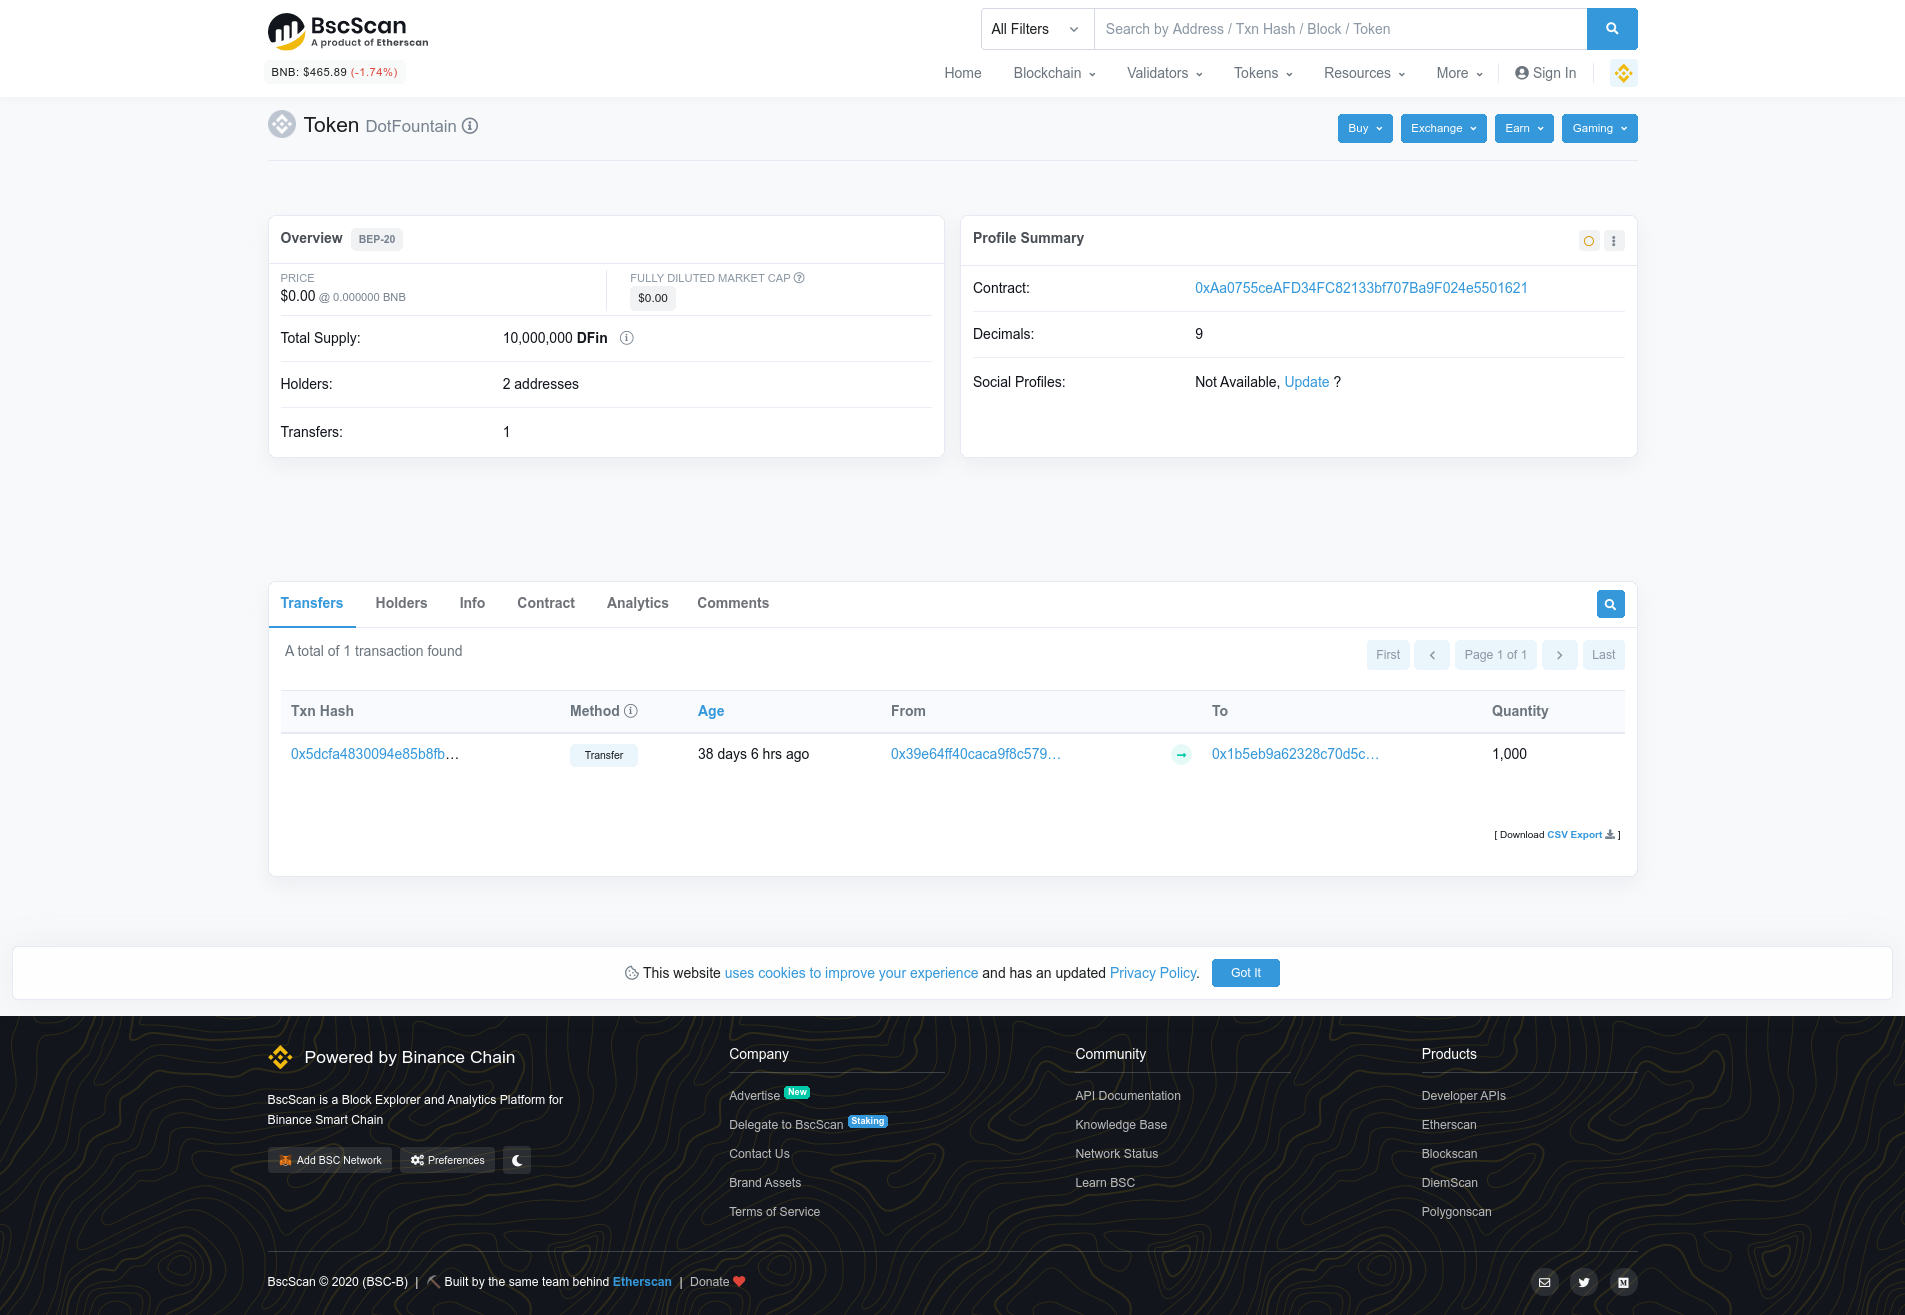 BscScan
A product of Etherscan
All Filters
Search by Address / Txn Hash / Block / Token
BNB: $465.89 (-1.74%)
Home Blockchain Validators Tokens Resources More Sign In
Token DotFountain
Buy Exchange Earn Gaming
Overview BEP-20
PRICE
$0.00 @ 0.000000 BNB
FULLY DILUTED MARKET CAP
$0.00
Total Supply: 10,000,000 DFin
Holders: 2 addresses
Transfers: 1
Profile Summary
Contract: 0xAa0755ceAFD34FC82133bf707Ba9F024e5501621
Decimals: 9
Social Profiles: Not Available, Update ?
Transfers Holders Info Contract Analytics Comments
A total of 1 transaction found
First Page 1 of 1 Last
Txn Hash Method Age From To Quantity
0x5dcfa4830094e85b8fb... Transfer 38 days 6 hrs ago 0x39e64ff40caca9f8c579... 0x1b5eb9a62328c70d5c... 1,000
[ Download CSV Export ]
This website uses cookies to improve your experience and has an updated Privacy Policy. Got It
Powered by Binance Chain
BscScan is a Block Explorer and Analytics Platform for
Binance Smart Chain
Add BSC Network Preferences
Company
Advertise New
Delegate to BscScan Staking
Contact Us
Brand Assets
Terms of Service
Community
API Documentation
Knowledge Base
Network Status
Learn BSC
Products
Developer APIs
Etherscan
Blockscan
DiemScan
Polygonscan
BscScan © 2020 (BSC-B) | Built by the same team behind Etherscan | Donate